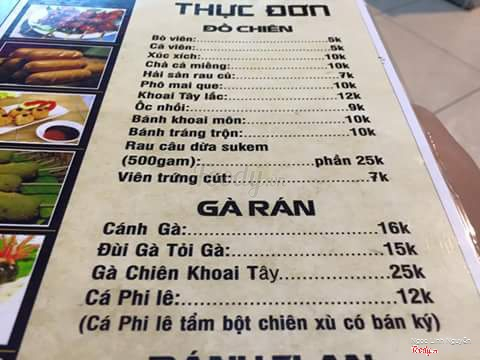 THỰC ĐƠN
ĐỒ CHIÊN
Bò viên:........................5k
Cá viên:........................5k
Xúc xích:.....................10k
Chả cá miếng:...............10k
Hải sản rau củ:..............7k
Phô mai que:................10k
Khoai Tây lắc:...............12k
Ốc nhồi:.......................9k
Bánh khoai môn:............10k
Bánh tráng trộn:............10k
Rau câu dừa sukem
(500gam):...............phần 25k
Viên trứng cút:...............7k
GÀ RÁN
Cánh Gà:........................16k
Đùi Gà Tỏi Gà:..................15k
Gà Chiên Khoai Tây..............25k
Cá Phi lê:......................12k
(Cá Phi lê tẩm bột chiên xù có bán ký)
Foody.vn